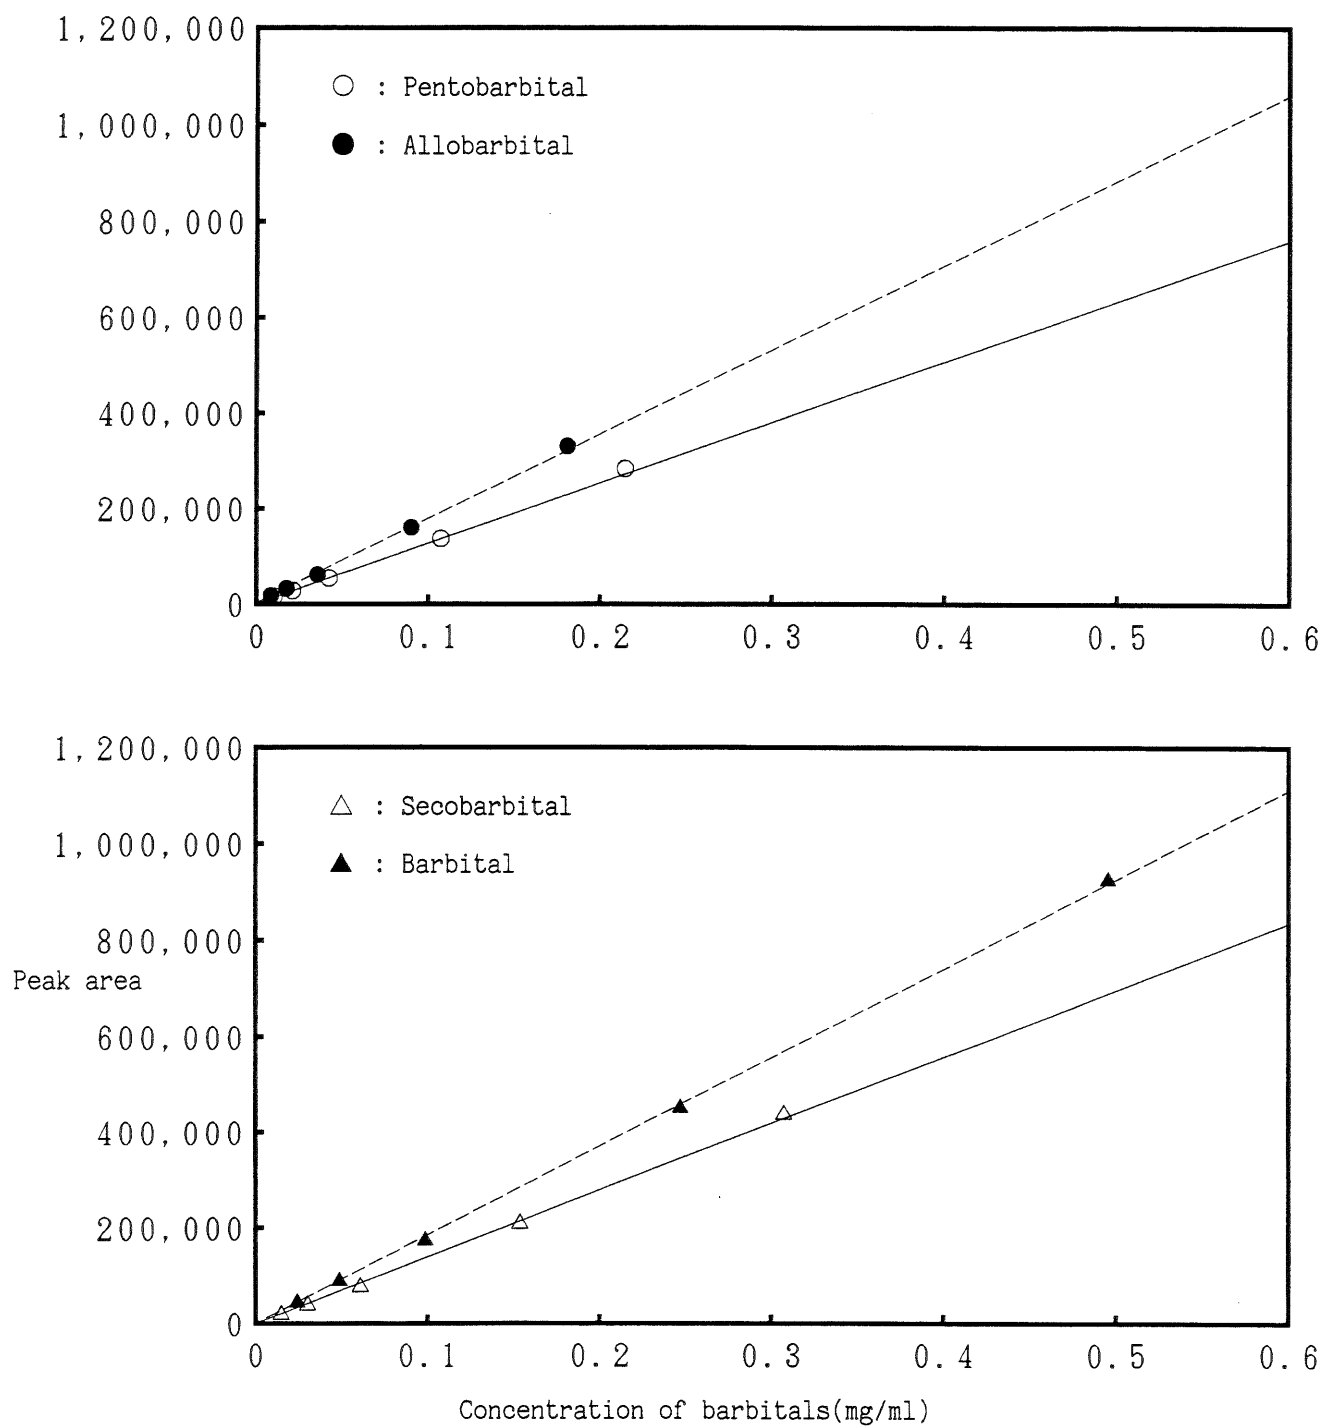 1,200,000
○ : Pentobarbital
1,000,000
● : Allobarbital
800,000
600,000
400,000
200,000
0
0 0.1 0.2 0.3 0.4 0.5 0.6
1,200,000
△ : Secobarbital
1,000,000
▲ : Barbital
800,000
Peak area
600,000
400,000
200,000
0
0 0.1 0.2 0.3 0.4 0.5 0.6
Concentration of barbitals(mg/ml)